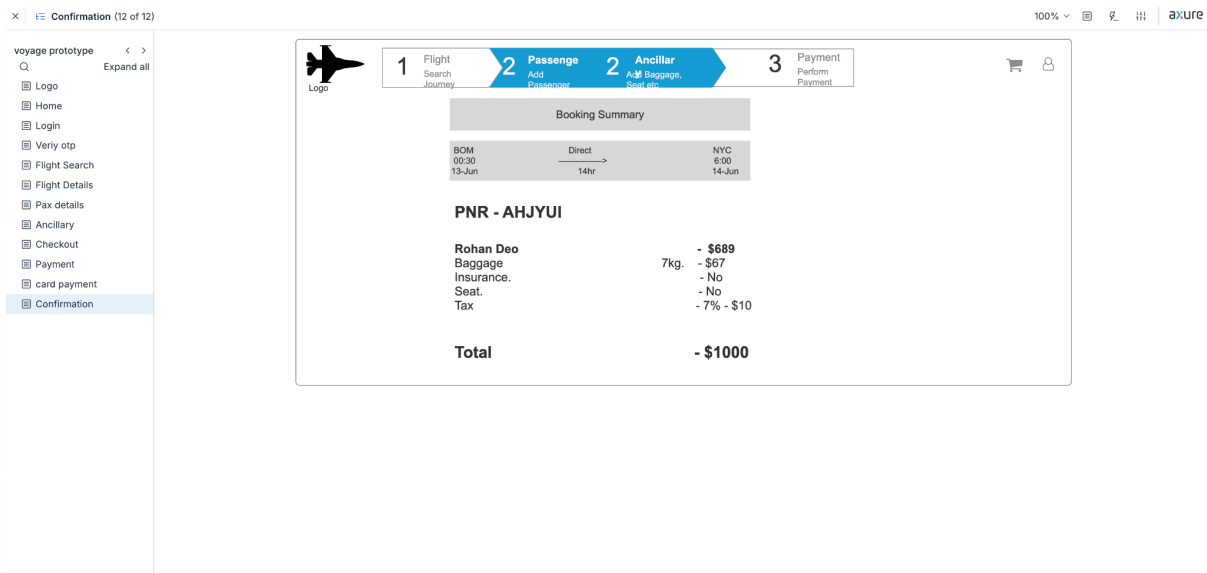 Confirmation (12 of 12)
100%
axure
voyage prototype
Expand all
Logo
Home
Login
Veriy otp
Flight Search
Flight Details
Pax details
Ancillary
Checkout
Payment
card payment
Confirmation
Logo
1 Flight
Search
Journey
2 Passenge
Add
Passenger
2 Ancillar
Add Baggage,
Seat etc
3 Payment
Perform
Payment
Booking Summary
BOM Direct NYC
00:30 ----------> 6:00
13-Jun 14hr 14-Jun
PNR - AHJYUI
Rohan Deo - $689
Baggage 7kg. - $67
Insurance. - No
Seat. - No
Tax - 7% - $10
Total - $1000